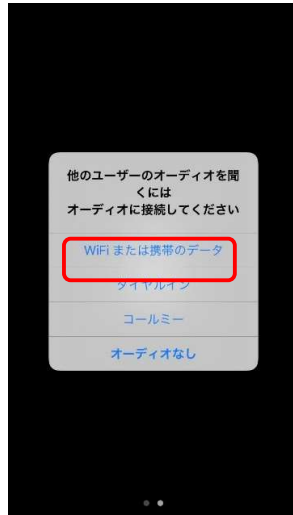 他のユーザーのオーディオを聞
くには
オーディオに接続してください
WiFi または携帯のデータ
ダイヤルイン
コールミー
オーディオなし